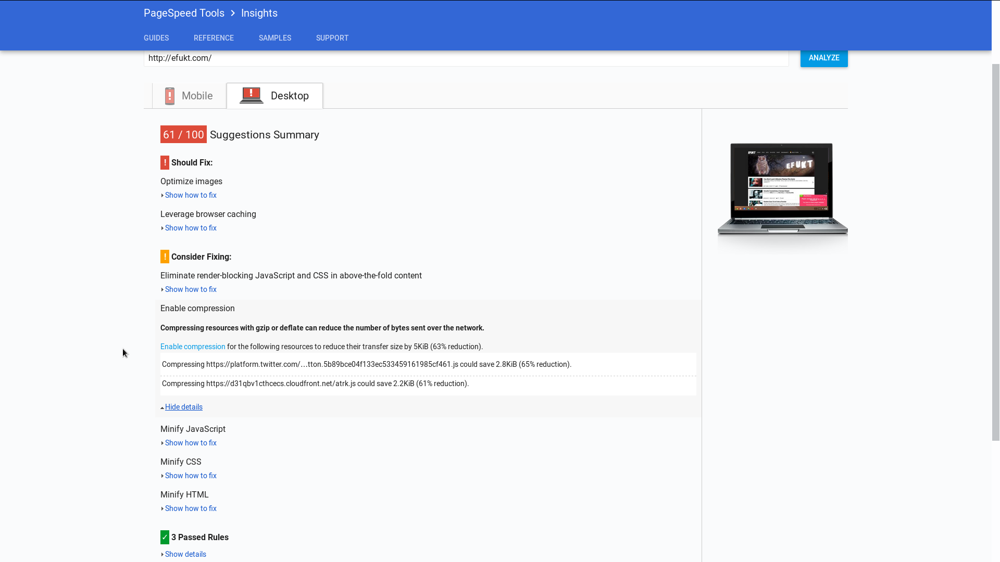 PageSpeed Tools > Insights
GUIDES REFERENCE SAMPLES SUPPORT
http://efukt.com/ ANALYZE
! Mobile ! Desktop
61 / 100 Suggestions Summary
! Should Fix:
Optimize images
Show how to fix
Leverage browser caching
Show how to fix
EFUKT
! Consider Fixing:
Eliminate render-blocking JavaScript and CSS in above-the-fold content
Show how to fix
Enable compression
Compressing resources with gzip or deflate can reduce the number of bytes sent over the network.
Enable compression for the following resources to reduce their transfer size by 5KiB (63% reduction).
Compressing https://platform.twitter.com/…tton.5b89bce04f133ec533459161985cf461.js could save 2.8KiB (65% reduction).
Compressing https://d31qbv1cthcecs.cloudfront.net/atrk.js could save 2.2KiB (61% reduction).
Hide details
Minify JavaScript
Show how to fix
Minify CSS
Show how to fix
Minify HTML
Show how to fix
✓ 3 Passed Rules
Show details